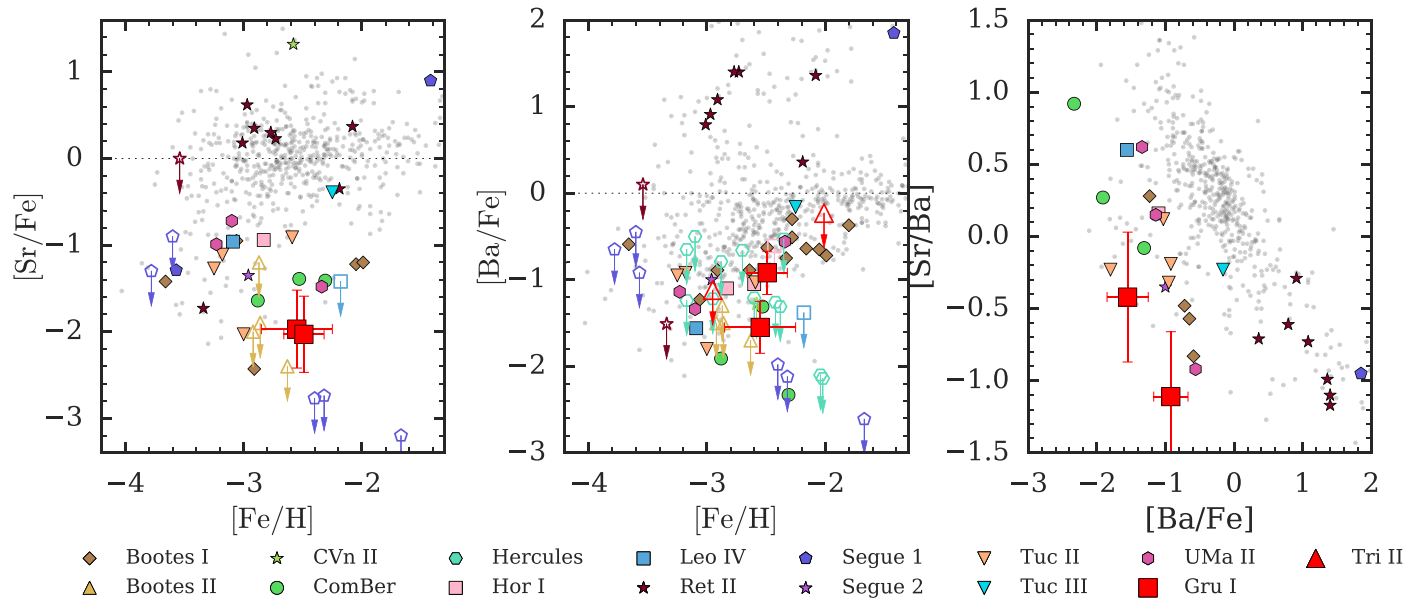 1
0
−1
−2
−3
[Sr/Fe]
−4
−3
−2
[Fe/H]
2
1
0
−1
−2
−3
[Ba/Fe]
−4
−3
−2
[Fe/H]
1.5
1.0
0.5
0.0
−0.5
−1.0
−1.5
[Sr/Ba]
−3
−2
−1
0
1
2
[Ba/Fe]
Bootes I
CVn II
Hercules
Leo IV
Segue 1
Tuc II
UMa II
Tri II
Bootes II
ComBer
Hor I
Ret II
Segue 2
Tuc III
Gru I